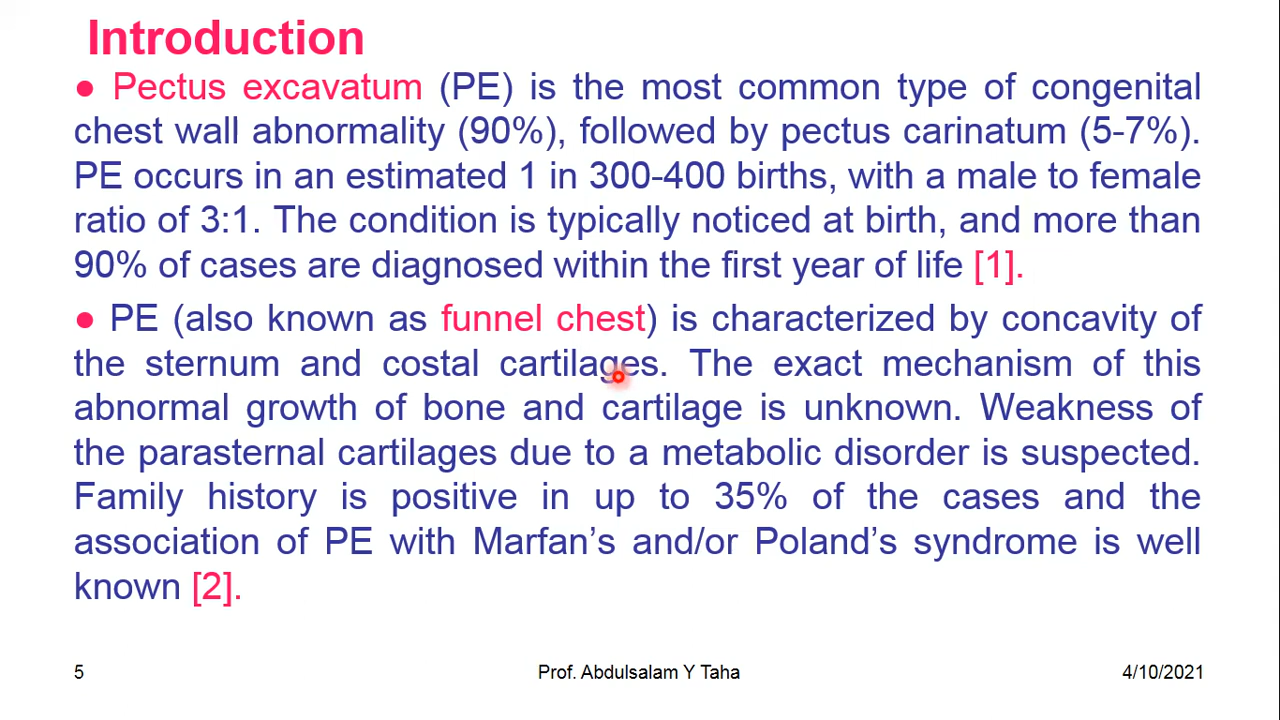 Introduction
● Pectus excavatum (PE) is the most common type of congenital
chest wall abnormality (90%), followed by pectus carinatum (5-7%).
PE occurs in an estimated 1 in 300-400 births, with a male to female
ratio of 3:1. The condition is typically noticed at birth, and more than
90% of cases are diagnosed within the first year of life [1].
● PE (also known as funnel chest) is characterized by concavity of
the sternum and costal cartilages. The exact mechanism of this
abnormal growth of bone and cartilage is unknown. Weakness of
the parasternal cartilages due to a metabolic disorder is suspected.
Family history is positive in up to 35% of the cases and the
association of PE with Marfan’s and/or Poland’s syndrome is well
known [2].
5 Prof. Abdulsalam Y Taha 4/10/2021